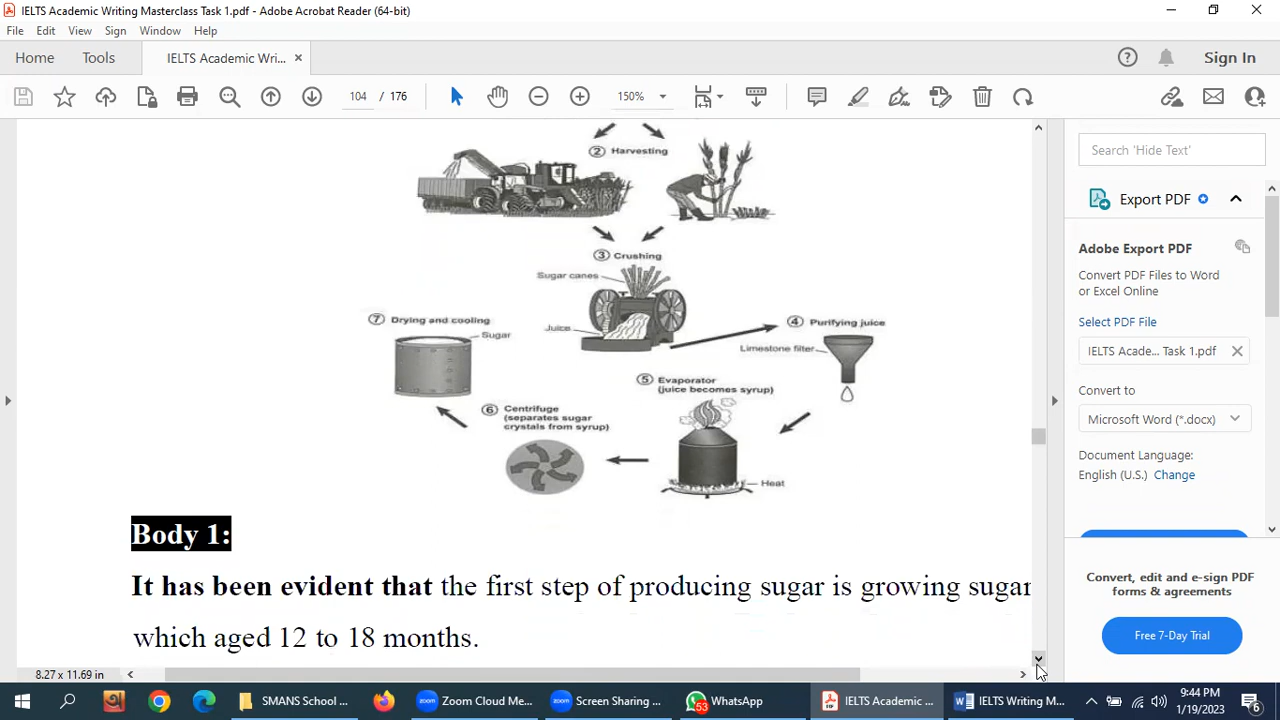 IELTS Academic Writing Masterclass Task 1.pdf - Adobe Acrobat Reader (64-bit)
File Edit View Sign Window Help
Home Tools IELTS Academic Wri... Sign In
104 / 176 150%
Search 'Hide Text'
Export PDF
Adobe Export PDF
Convert PDF Files to Word
or Excel Online
Select PDF File
IELTS Acade... Task 1.pdf
Convert to
Microsoft Word (*.docx)
Document Language:
English (U.S.) Change
Convert, edit and e-sign PDF
forms & agreements
Free 7-Day Trial
2 Harvesting
3 Crushing
Sugar canes
Juice
4 Purifying juice
Limestone filter
5 Evaporator
(juice becomes syrup)
Heat
6 Centrifuge
(separates sugar
crystals from syrup)
7 Drying and cooling
Sugar
Body 1:
It has been evident that the first step of producing sugar is growing sugar
which aged 12 to 18 months.
8.27 x 11.69 in
SMANS School ...
Zoom Cloud Me...
Screen Sharing ...
53
WhatsApp
IELTS Academic ...
IELTS Writing M...
9:44 PM
1/19/2023
6